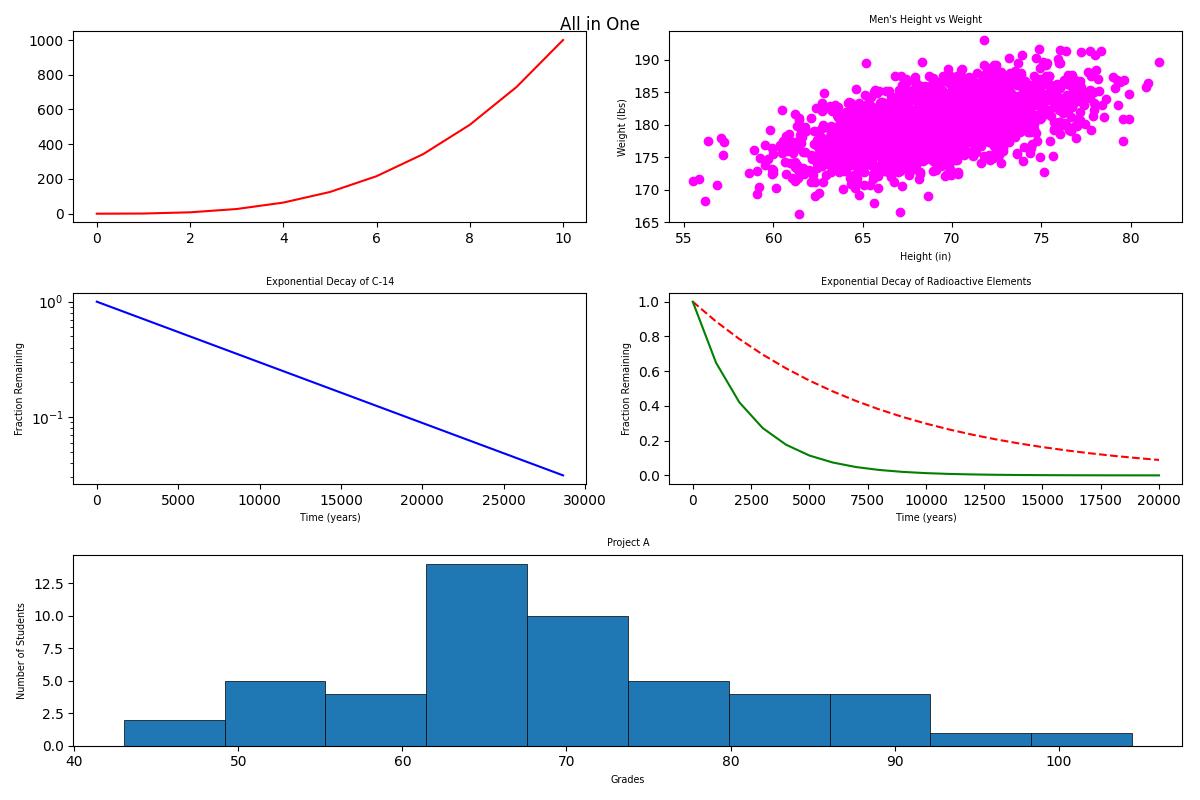 All in One
1000
800
600
400
200
0
0 2 4 6 8 10
Men's Height vs Weight
Weight (lbs)
190
185
180
175
170
165
55 60 65 70 75 80
Height (in)
Exponential Decay of C-14
Fraction Remaining
10⁰
10⁻¹
0 5000 10000 15000 20000 25000 30000
Time (years)
Exponential Decay of Radioactive Elements
Fraction Remaining
1.0
0.8
0.6
0.4
0.2
0.0
0 2500 5000 7500 10000 12500 15000 17500 20000
Time (years)
Project A
Number of Students
12.5
10.0
7.5
5.0
2.5
0.0
40 50 60 70 80 90 100
Grades